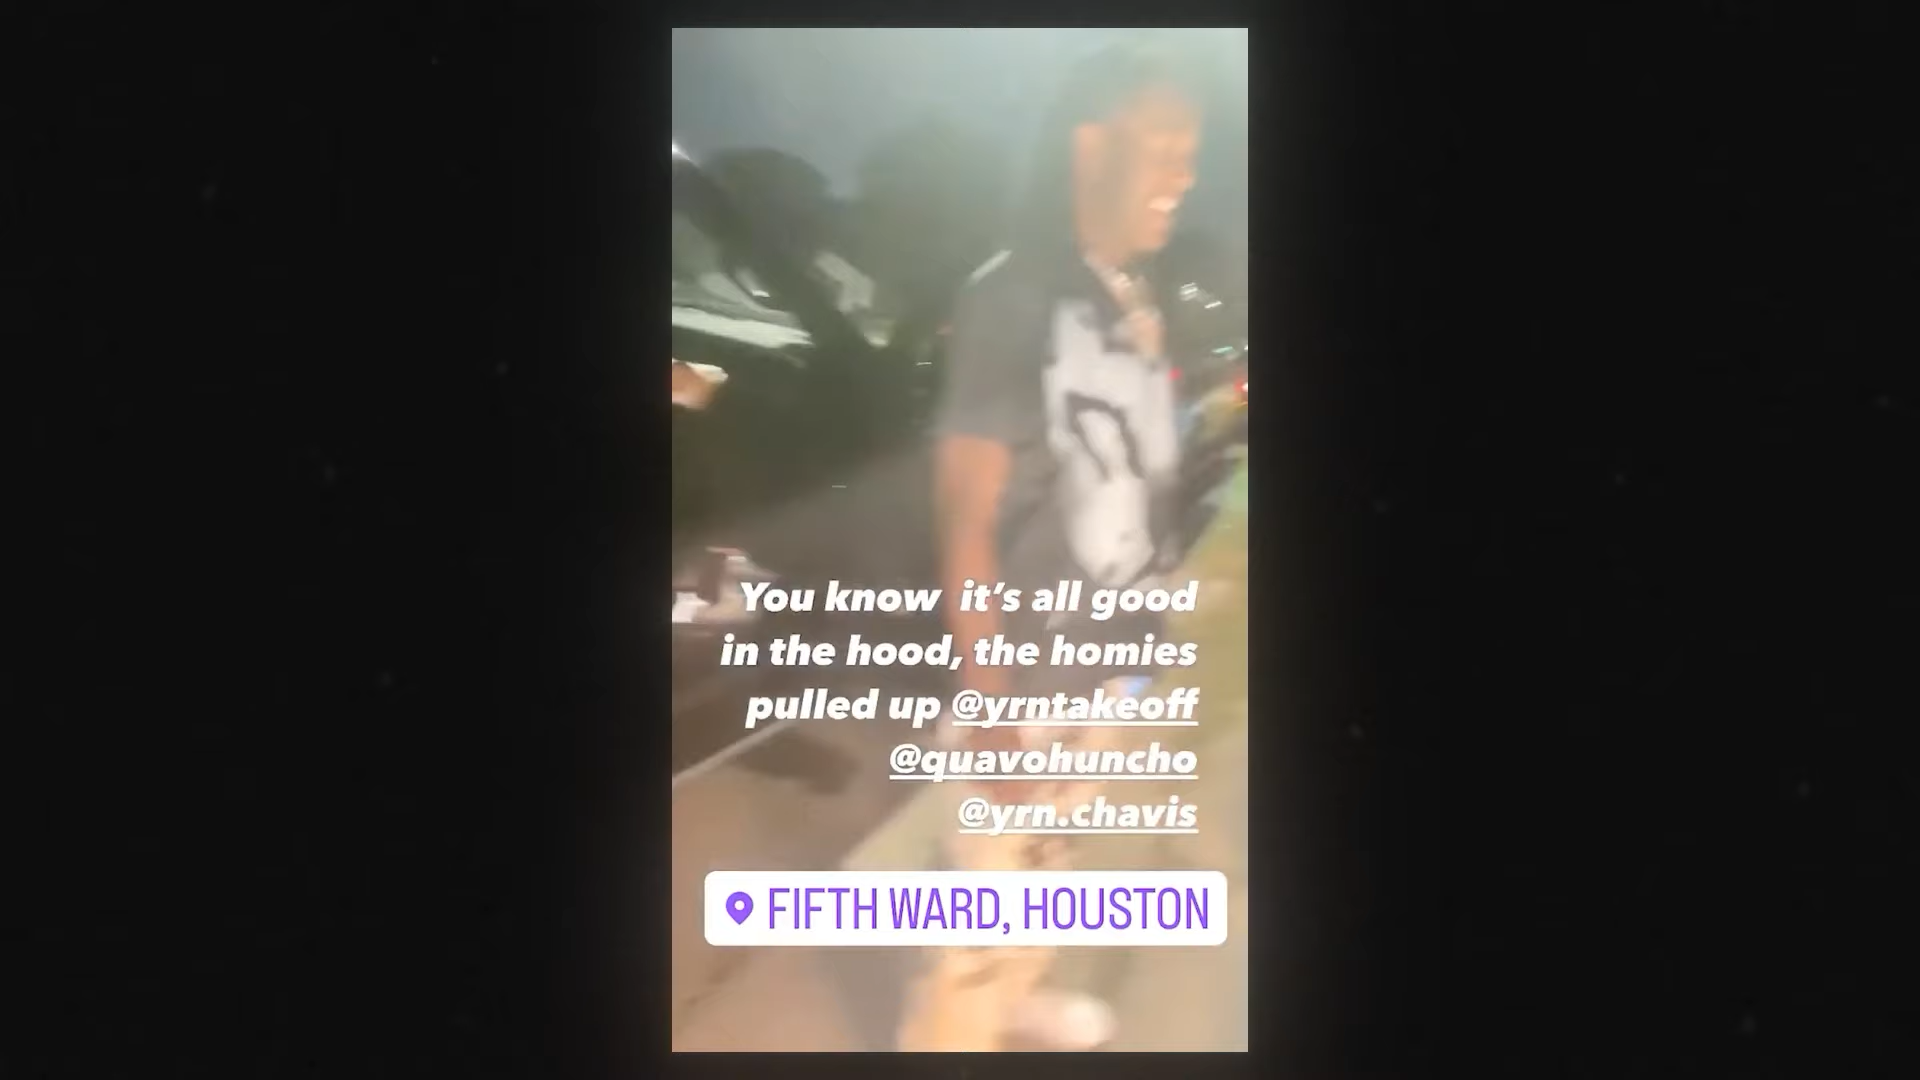 You know it's all good
in the hood, the homies
pulled up @yrntakeoff
@quavohuncho
@yrn.chavis
FIFTH WARD, HOUSTON